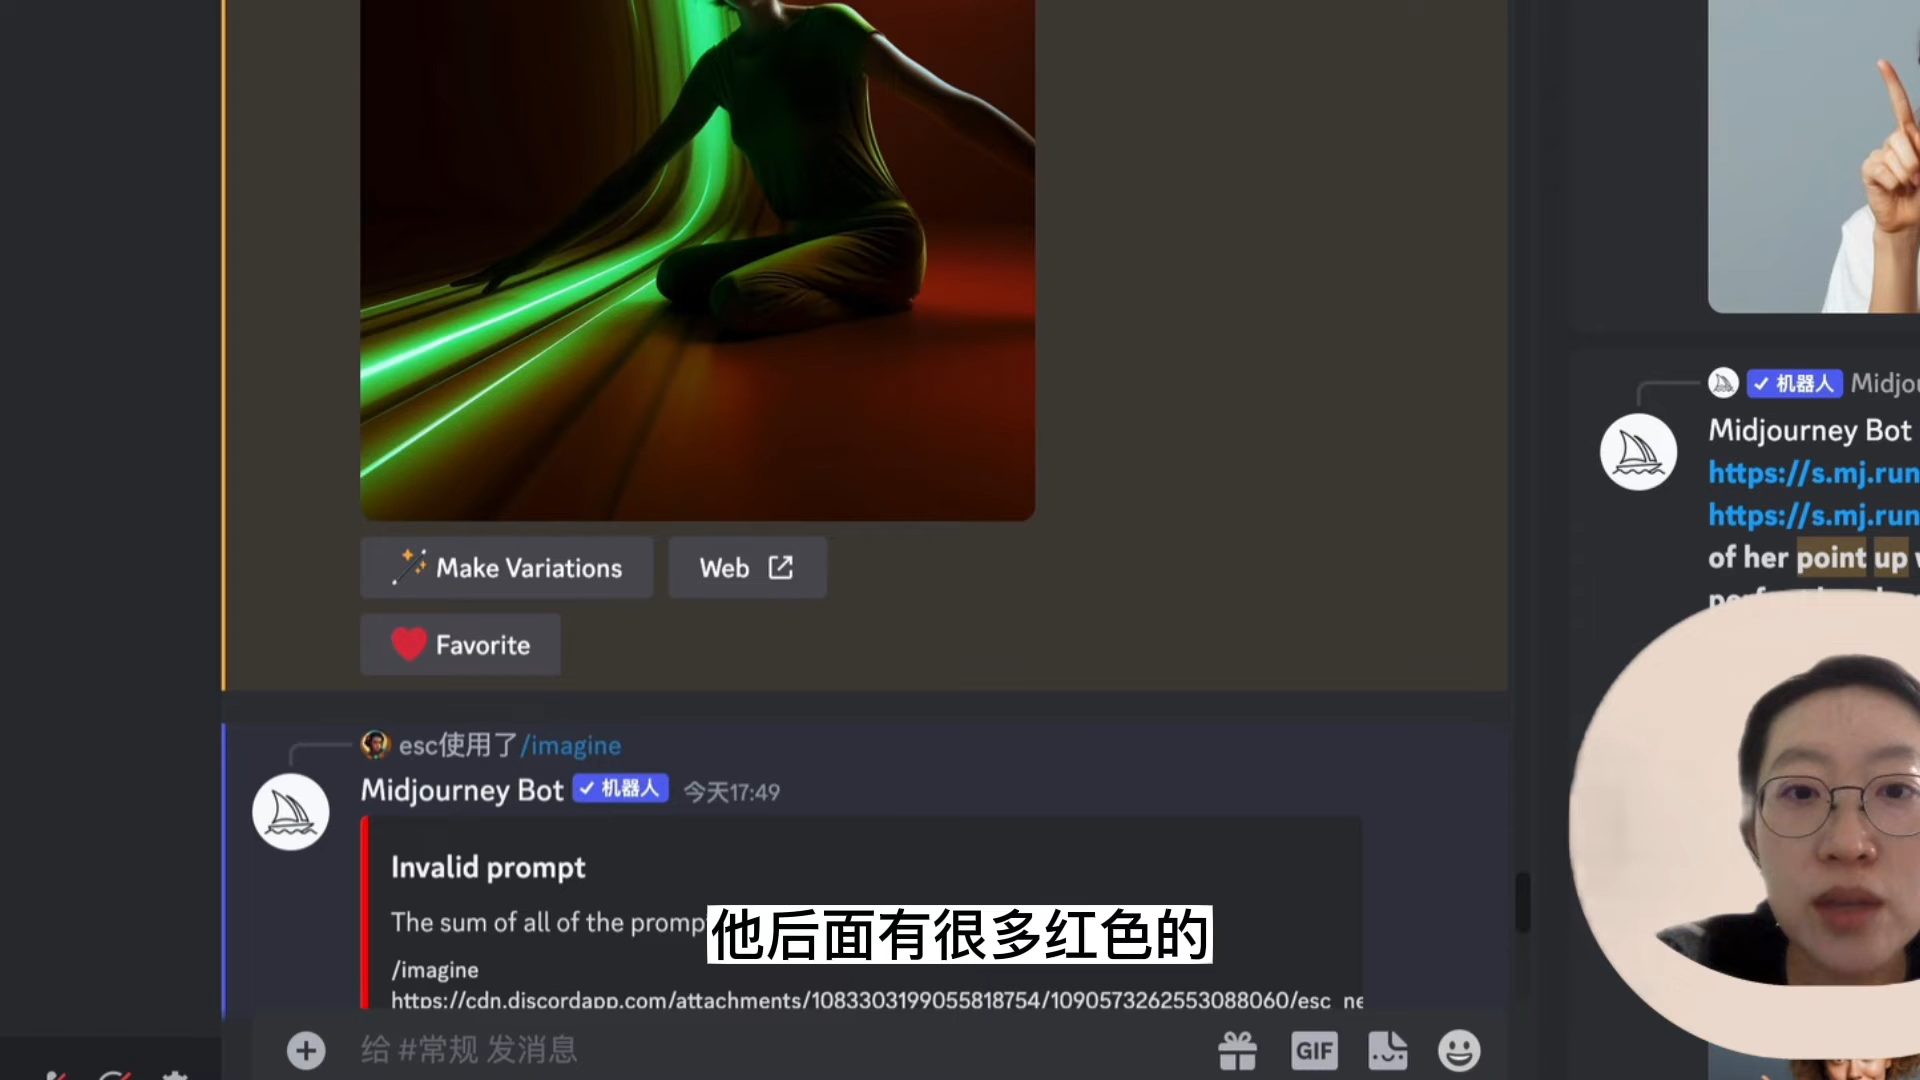 Make Variations
Web
Favorite
esc使用了/imagine
Midjourney Bot ✓ 机器人 今天17:49
Invalid prompt
The sum of all of the promp
他后面有很多红色的
/imagine
https://cdn.discordapp.com/attachments/1083303199055818754/1090573262553088060/esc_ne
给 #常规 发消息
GIF
✓ 机器人 Midjou
Midjourney Bot
https://s.mj.run
https://s.mj.run
of her point up